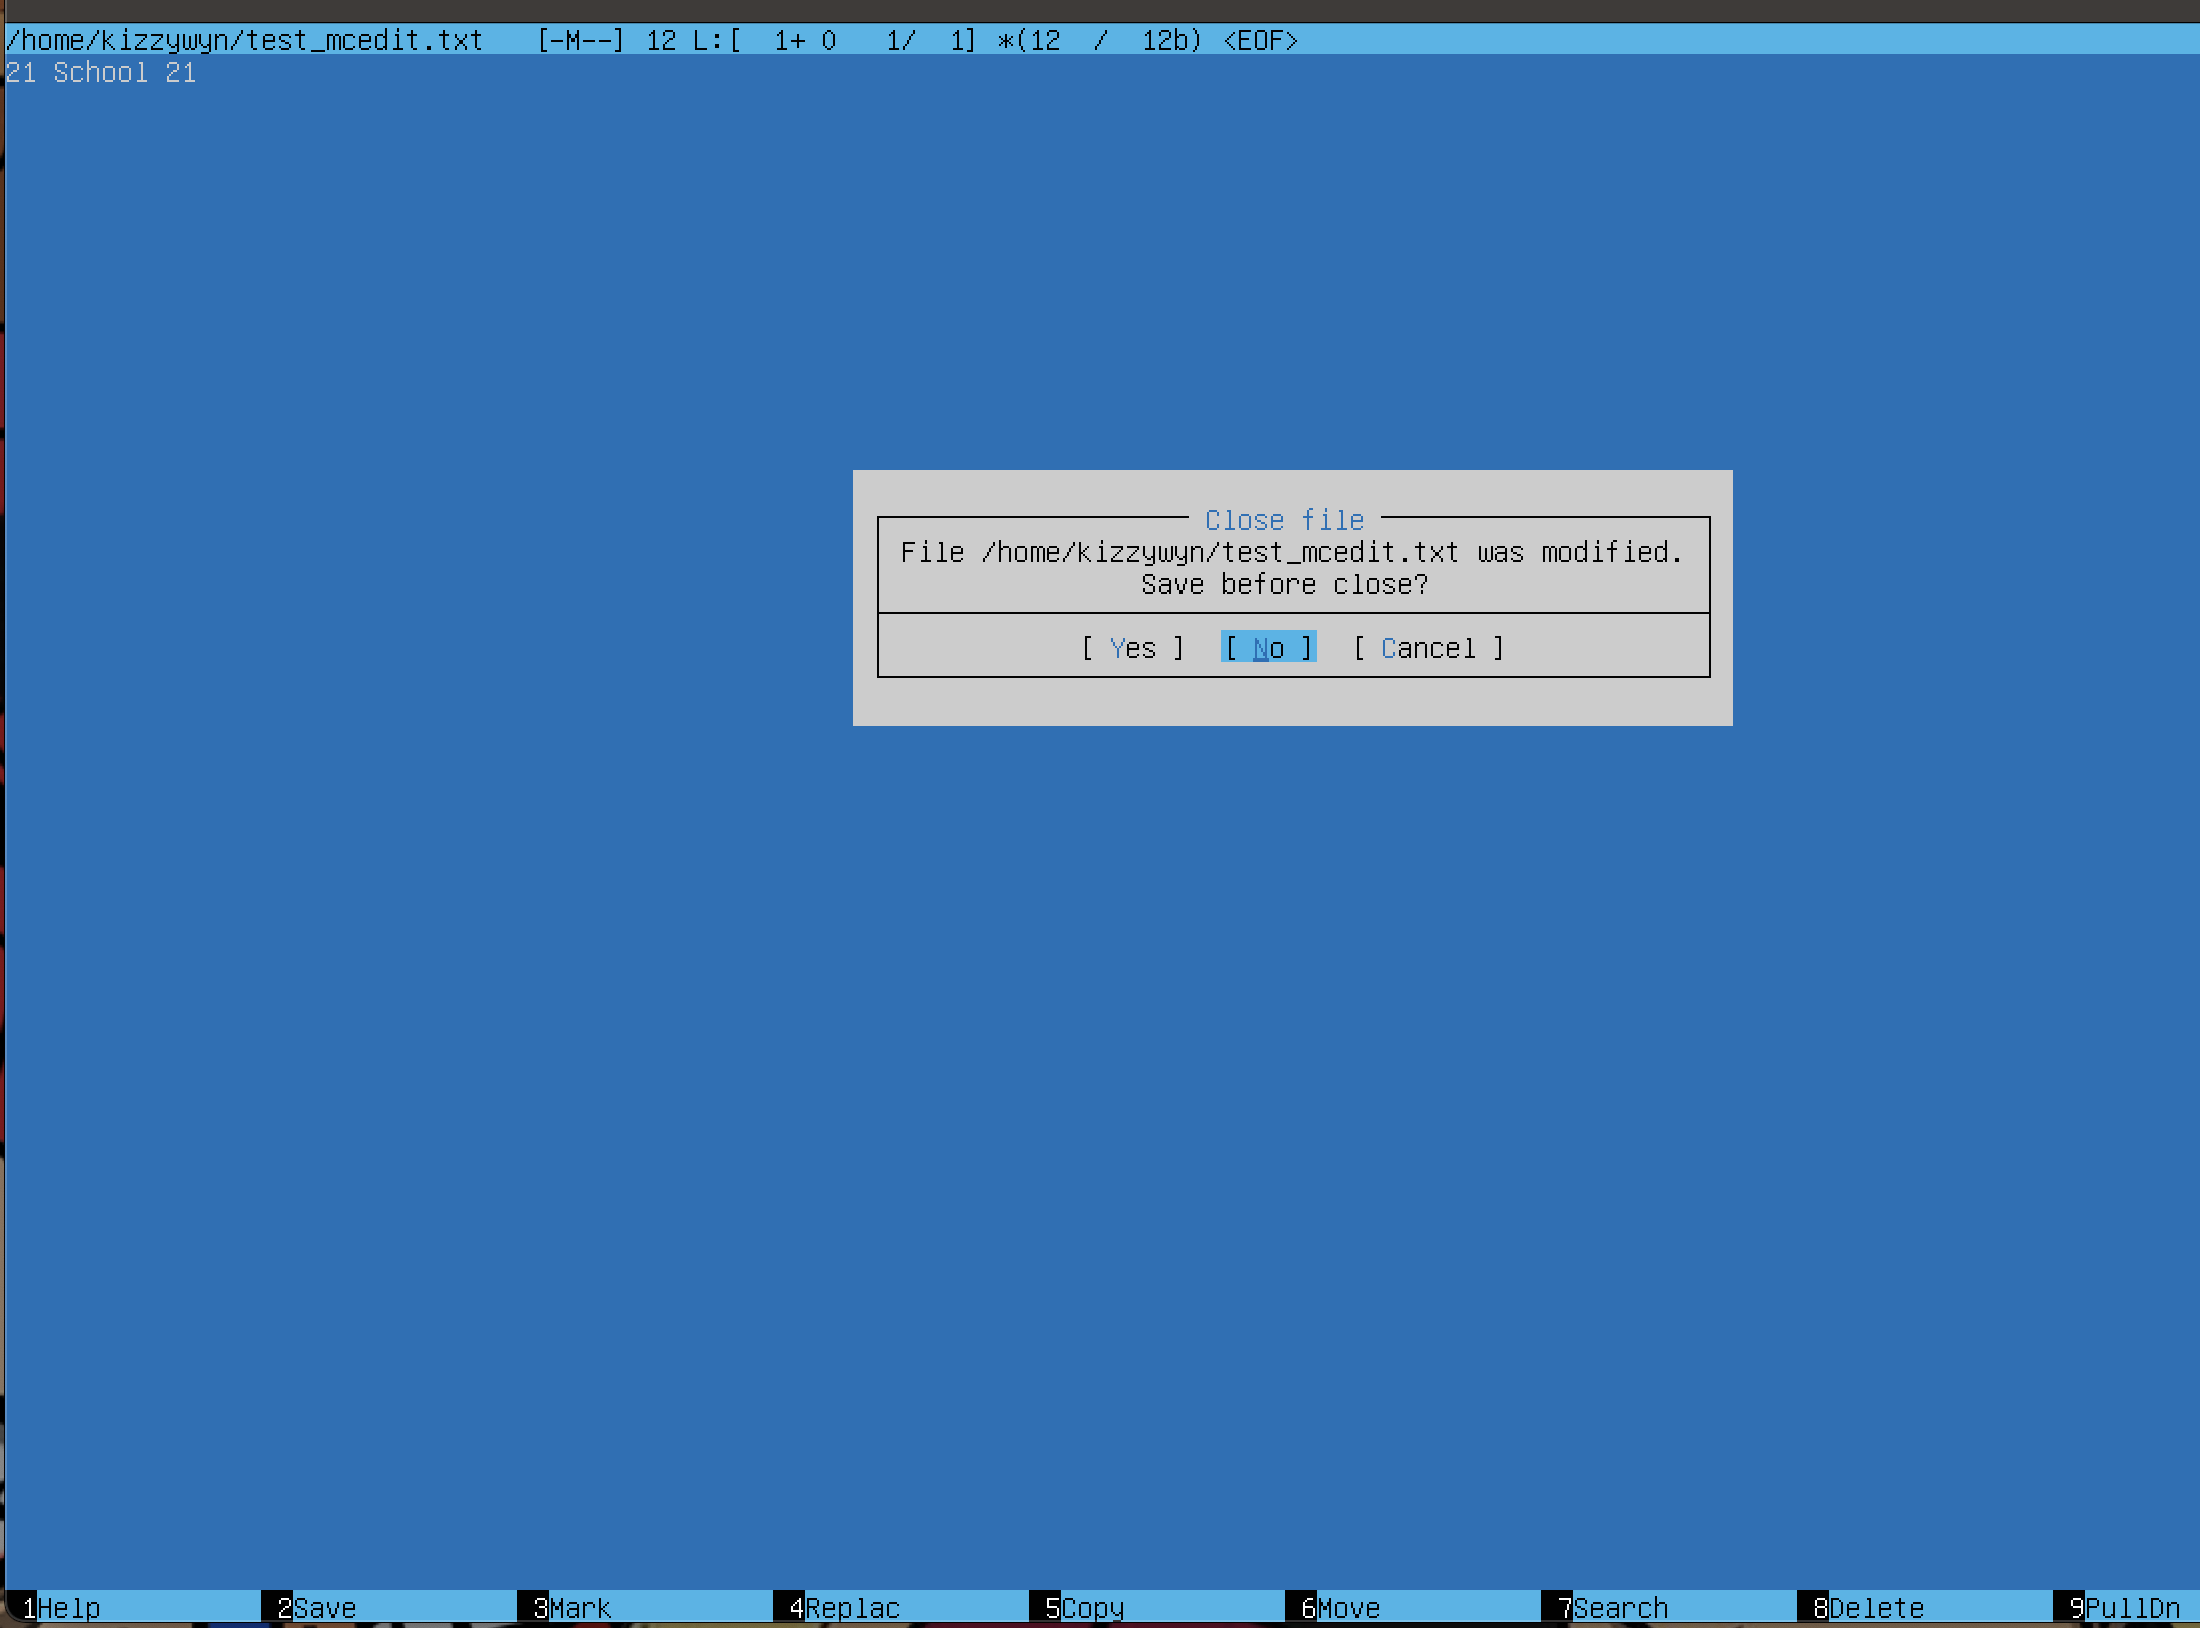 /home/kizzywyn/test_mcedit.txt [-M--] 12 L:[ 1+ 0 1/ 1] *(12 / 12b) <EOF>
21 School 21
Close file
File /home/kizzywyn/test_mcedit.txt was modified.
Save before close?
[ Yes ] [ No ] [ Cancel ]
1Help 2Save 3Mark 4Replac 5Copy 6Move 7Search 8Delete 9PullDn